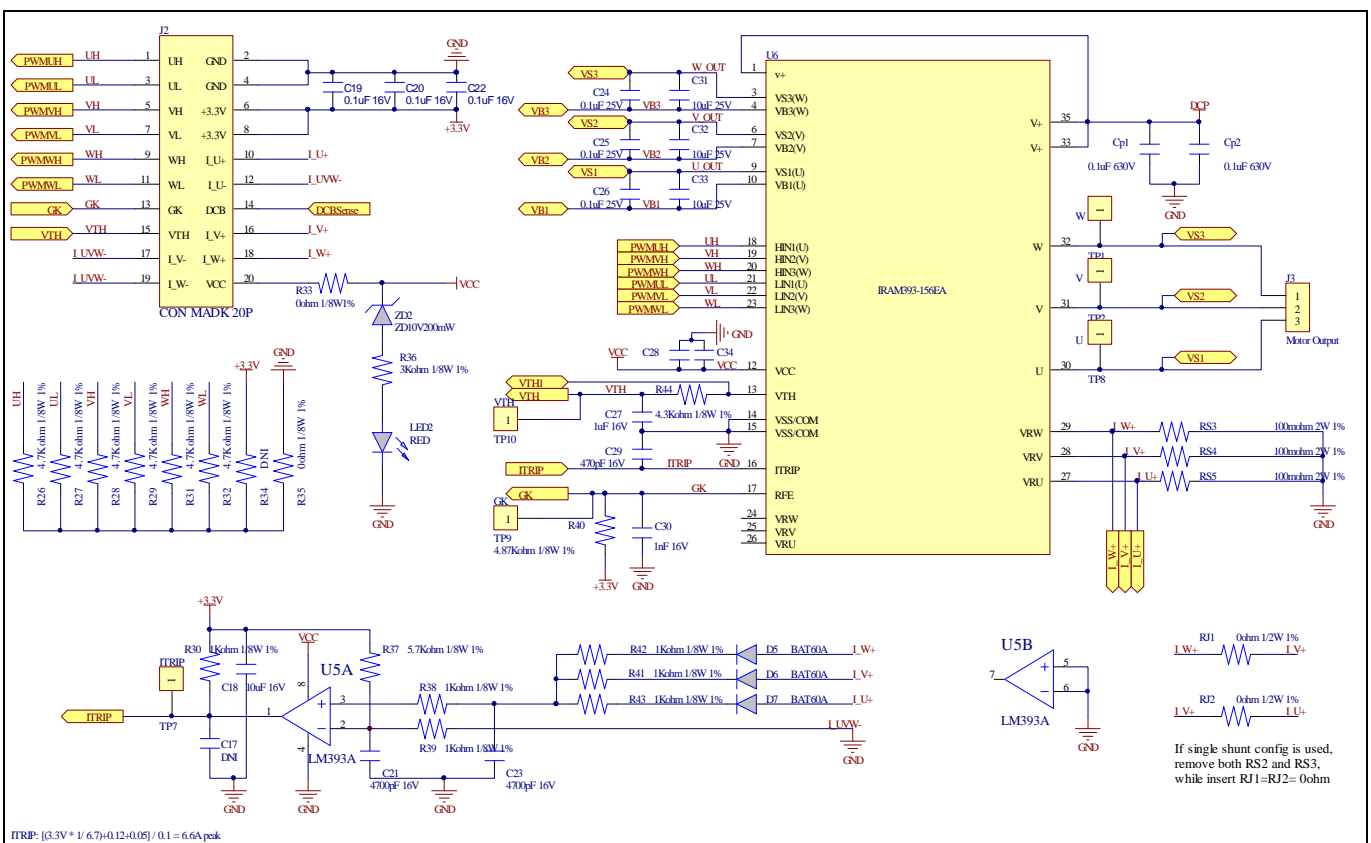 J2
CON MADK 20P
PWMUH UH 1 UH GND 2
PWMUL UL 3 UL GND 4
PWMVH VH 5 VH +3.3V 6
PWMVL VL 7 VL +3.3V 8
PWMWH WH 9 WH I_U+ 10 I_U+
PWMWL WL 11 WL I_U- 12 I_UVW-
GK GK 13 GK DCB 14 DCBSense
VTH VTH 15 VTH I_V+ 16 I_V+
I_UVW- 17 I_V- I_W+ 18 I_W+
I_UVW- 19 I_W- VCC 20
GND
C19
0.1uF 16V
C20
0.1uF 16V
C22
0.1uF 16V
+3.3V
R33
0ohm 1/8W1%
VCC
ZD2
ZD10V200mW
R36
3Kohm 1/8W 1%
LED2
RED
GND
UH
4.7Kohm 1/8W 1%
R26
UL
4.7Kohm 1/8W 1%
R27
VH
4.7Kohm 1/8W 1%
R28
VL
4.7Kohm 1/8W 1%
R29
WH
4.7Kohm 1/8W 1%
R31
WL
4.7Kohm 1/8W 1%
R32
+3.3V
DNI
R34
GND
0ohm 1/8W 1%
R35
U6
IRAM393-156EA
1 v+
3 VS3(W)
4 VB3(W)
6 VS2(V)
7 VB2(V)
9 VS1(U)
10 VB1(U)
18 HIN1(U)
19 HIN2(V)
20 HIN3(W)
21 LIN1(U)
22 LIN2(V)
23 LIN3(W)
12 VCC
13 VTH
14 VSS/COM
15 VSS/COM
16 ITRIP
17 RFE
24 VRW
25 VRV
26 VRU
V+ 35
V+ 33
W 32
V 31
U 30
VRW 29
VRV 28
VRU 27
VS3
W_OUT
C24
0.1uF 25V
C31
10uF 25V
VB3
VB3
VS2
V_OUT
C25
0.1uF 25V
C32
10uF 25V
VB2
VB2
VS1
U_OUT
C26
0.1uF 25V
C33
10uF 25V
VB1
VB1
PWMUH UH
PWMVH VH
PWMWH WH
PWMUL UL
PWMVL VL
PWMWL WL
GND
VCC
C28
C34
VCC
VTH1
VTH
VTH
R44
4.3Kohm 1/8W 1%
VTH
1
TP10
C27
1uF 16V
C29
470pF 16V
GND
ITRIP
ITRIP
GK
GK
GK
1
TP9
R40
4.87Kohm 1/8W 1%
+3.3V
C30
1nF 16V
GND
DCP
Cp1
0.1uF 630V
Cp2
0.1uF 630V
GND
W
1
TP1
V
1
TP2
U
1
TP8
VS3
VS2
VS1
J3
1
2
3
Motor Output
I_W+ RS3 100mohm 2W 1%
I_V+ RS4 100mohm 2W 1%
I_U+ RS5 100mohm 2W 1%
GND
I_W+
I_V+
I_U+
+3.3V
R30
1Kohm 1/8W 1%
ITRIP
1
TP7
ITRIP
C18
10uF 16V
C17
DNI
GND
VCC
U5A
LM393A
8
3
2
1
4
GND
R37
5.7Kohm 1/8W 1%
R38
1Kohm 1/8W 1%
R39
1Kohm 1/8W 1%
C21
4700pF 16V
GND
C23
4700pF 16V
R42 1Kohm 1/8W 1% D5 BAT60A I_W+
R41 1Kohm 1/8W 1% D6 BAT60A I_V+
R43 1Kohm 1/8W 1% D7 BAT60A I_U+
I_UVW-
GND
U5B
LM393A
7
5
6
GND
RJ1 0ohm 1/2W 1%
I_W+ I_V+
RJ2 0ohm 1/2W 1%
I_V+ I_U+
If single shunt config is used,
remove both RS2 and RS3,
while insert RJ1=RJ2= 0ohm
ITRIP: [(3.3V * 1/ 6.7)+0.12+0.05] / 0.1 = 6.6A peak